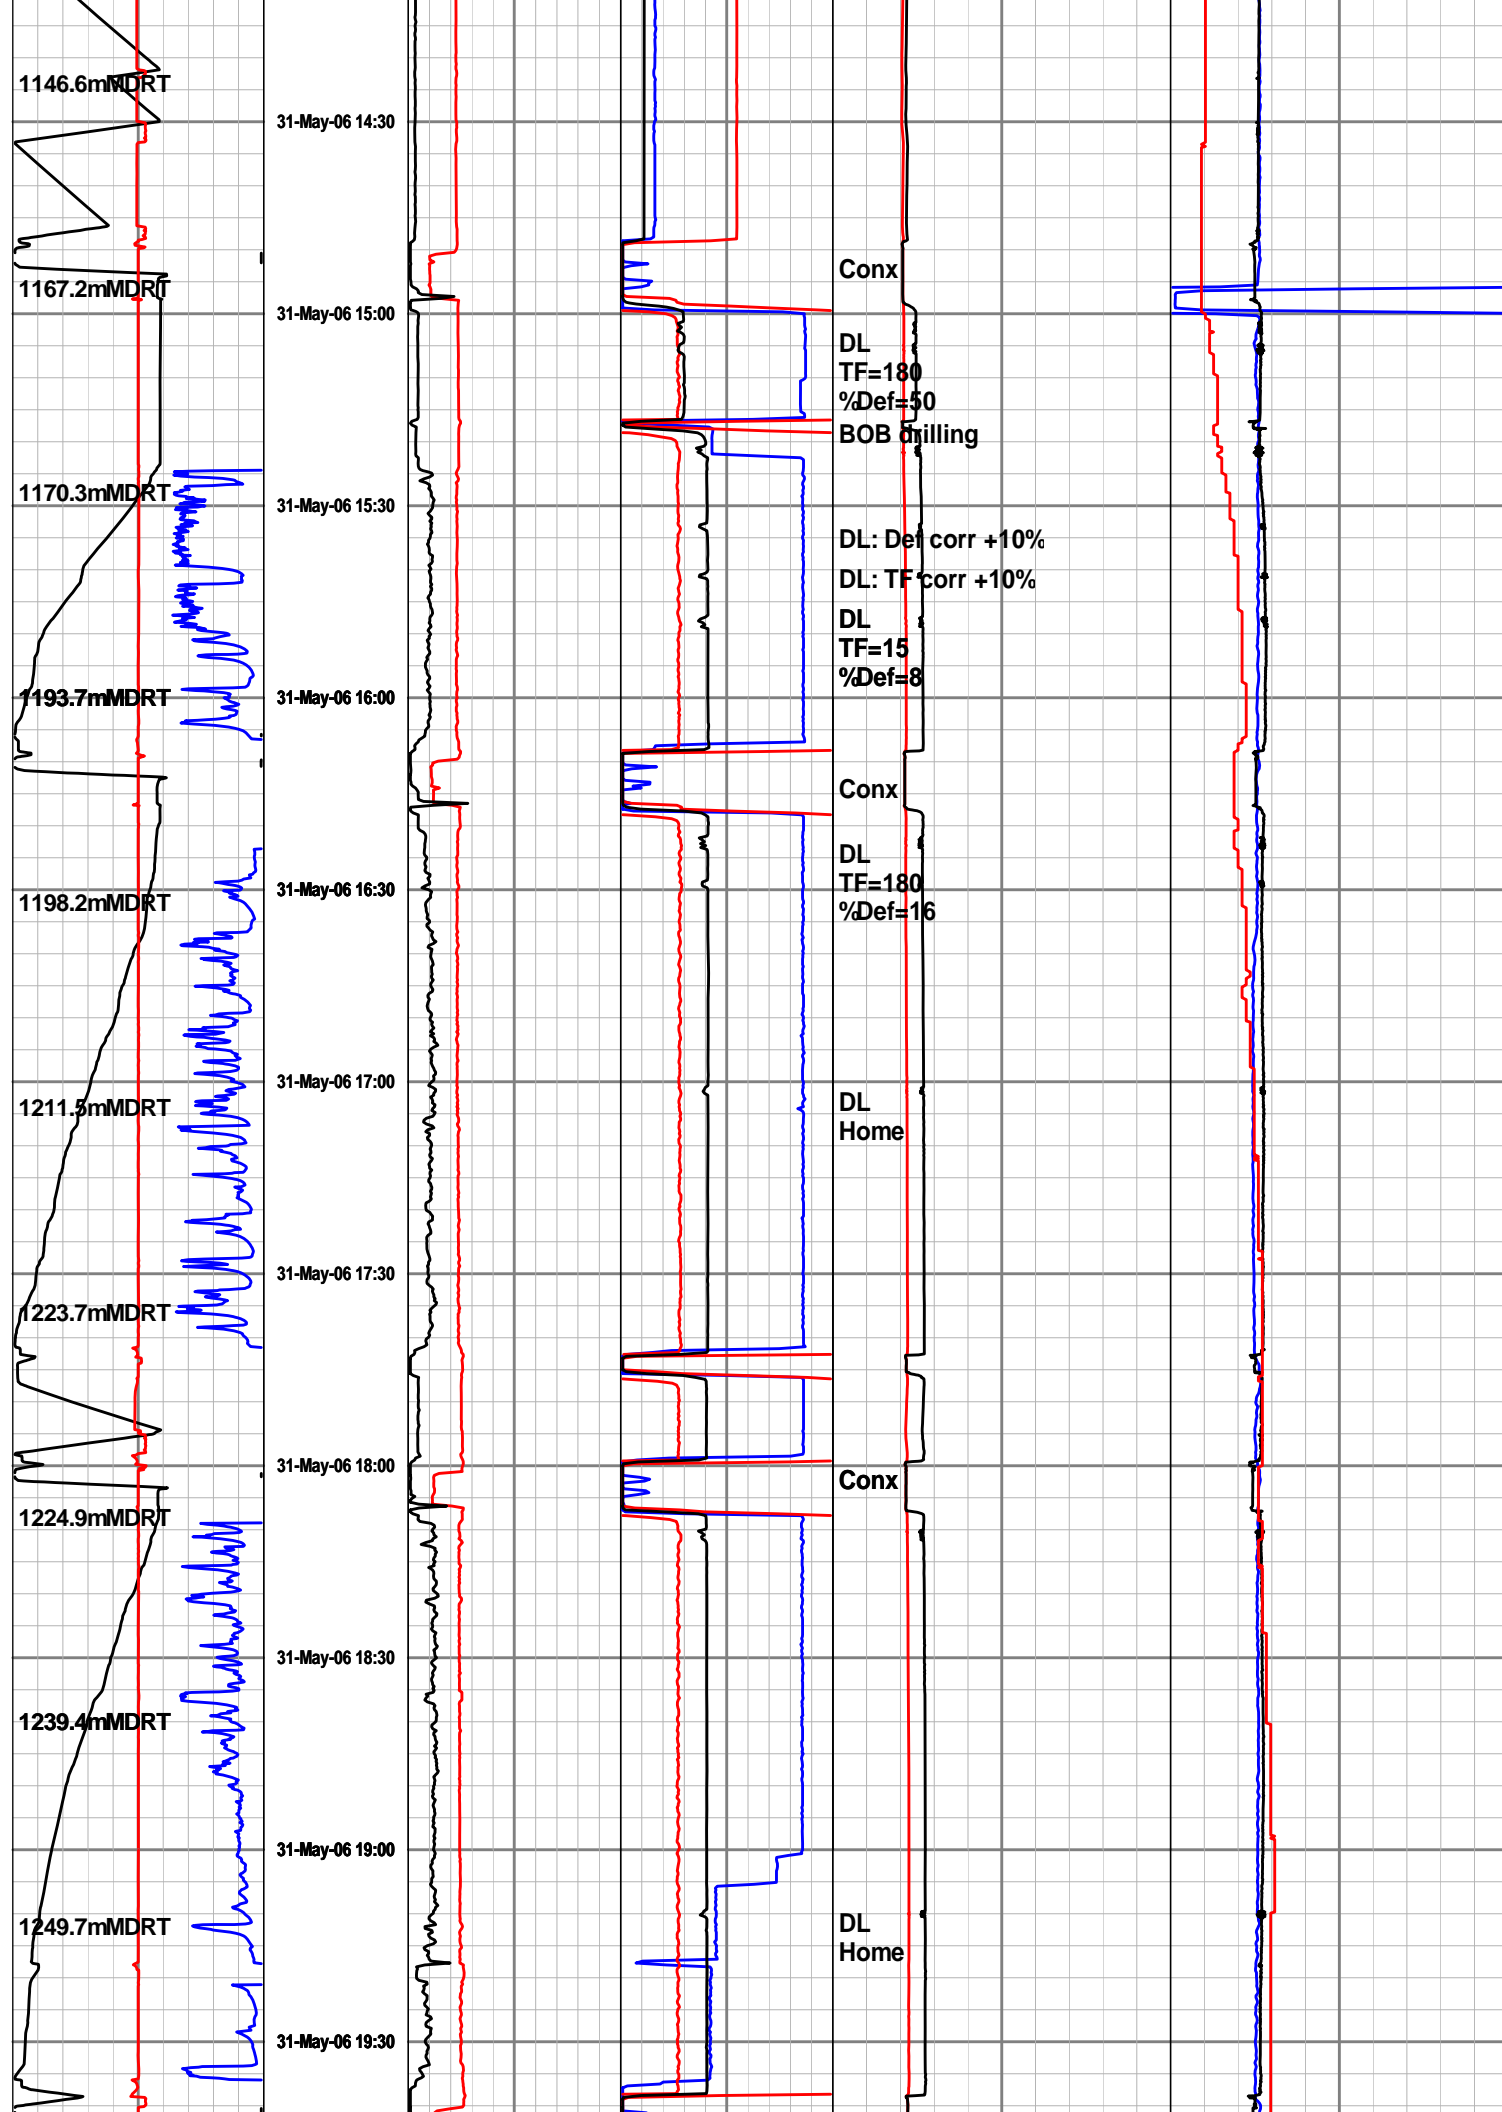 1146.6mMDRT
31-May-06 14:30
Conx
1167.2mMDRT
31-May-06 15:00
DL
TF=180
%Def=50
BOB drilling
1170.3mMDRT
31-May-06 15:30
DL: Def corr +10%
DL: TF corr +10%
DL
TF=15
%Def=8
1193.7mMDRT
31-May-06 16:00
Conx
DL
TF=180
%Def=16
31-May-06 16:30
1198.2mMDRT
31-May-06 17:00
1211.5mMDRT
DL
Home
31-May-06 17:30
1223.7mMDRT
31-May-06 18:00
Conx
1224.9mMDRT
31-May-06 18:30
1239.4mMDRT
31-May-06 19:00
1249.7mMDRT
DL
Home
31-May-06 19:30